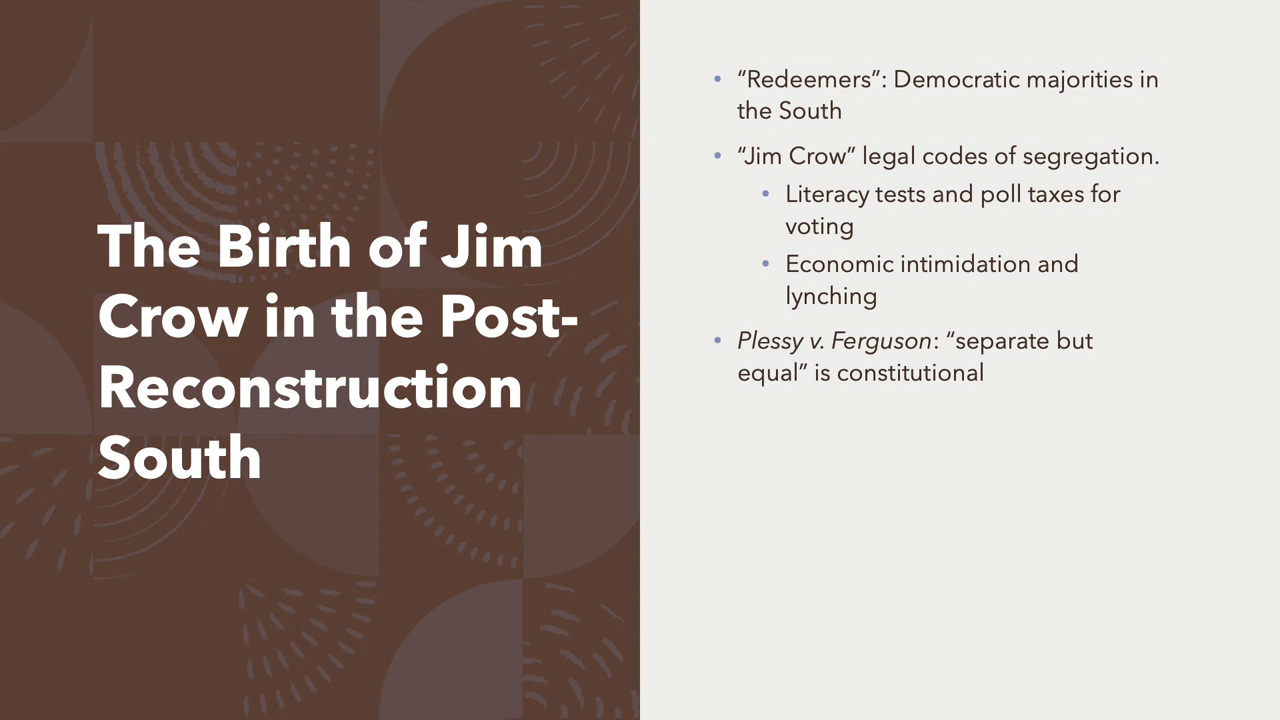 The Birth of Jim
Crow in the Post-
Reconstruction
South
• “Redeemers”: Democratic majorities in
the South
• “Jim Crow” legal codes of segregation.
• Literacy tests and poll taxes for
voting
• Economic intimidation and
lynching
• Plessy v. Ferguson: “separate but
equal” is constitutional